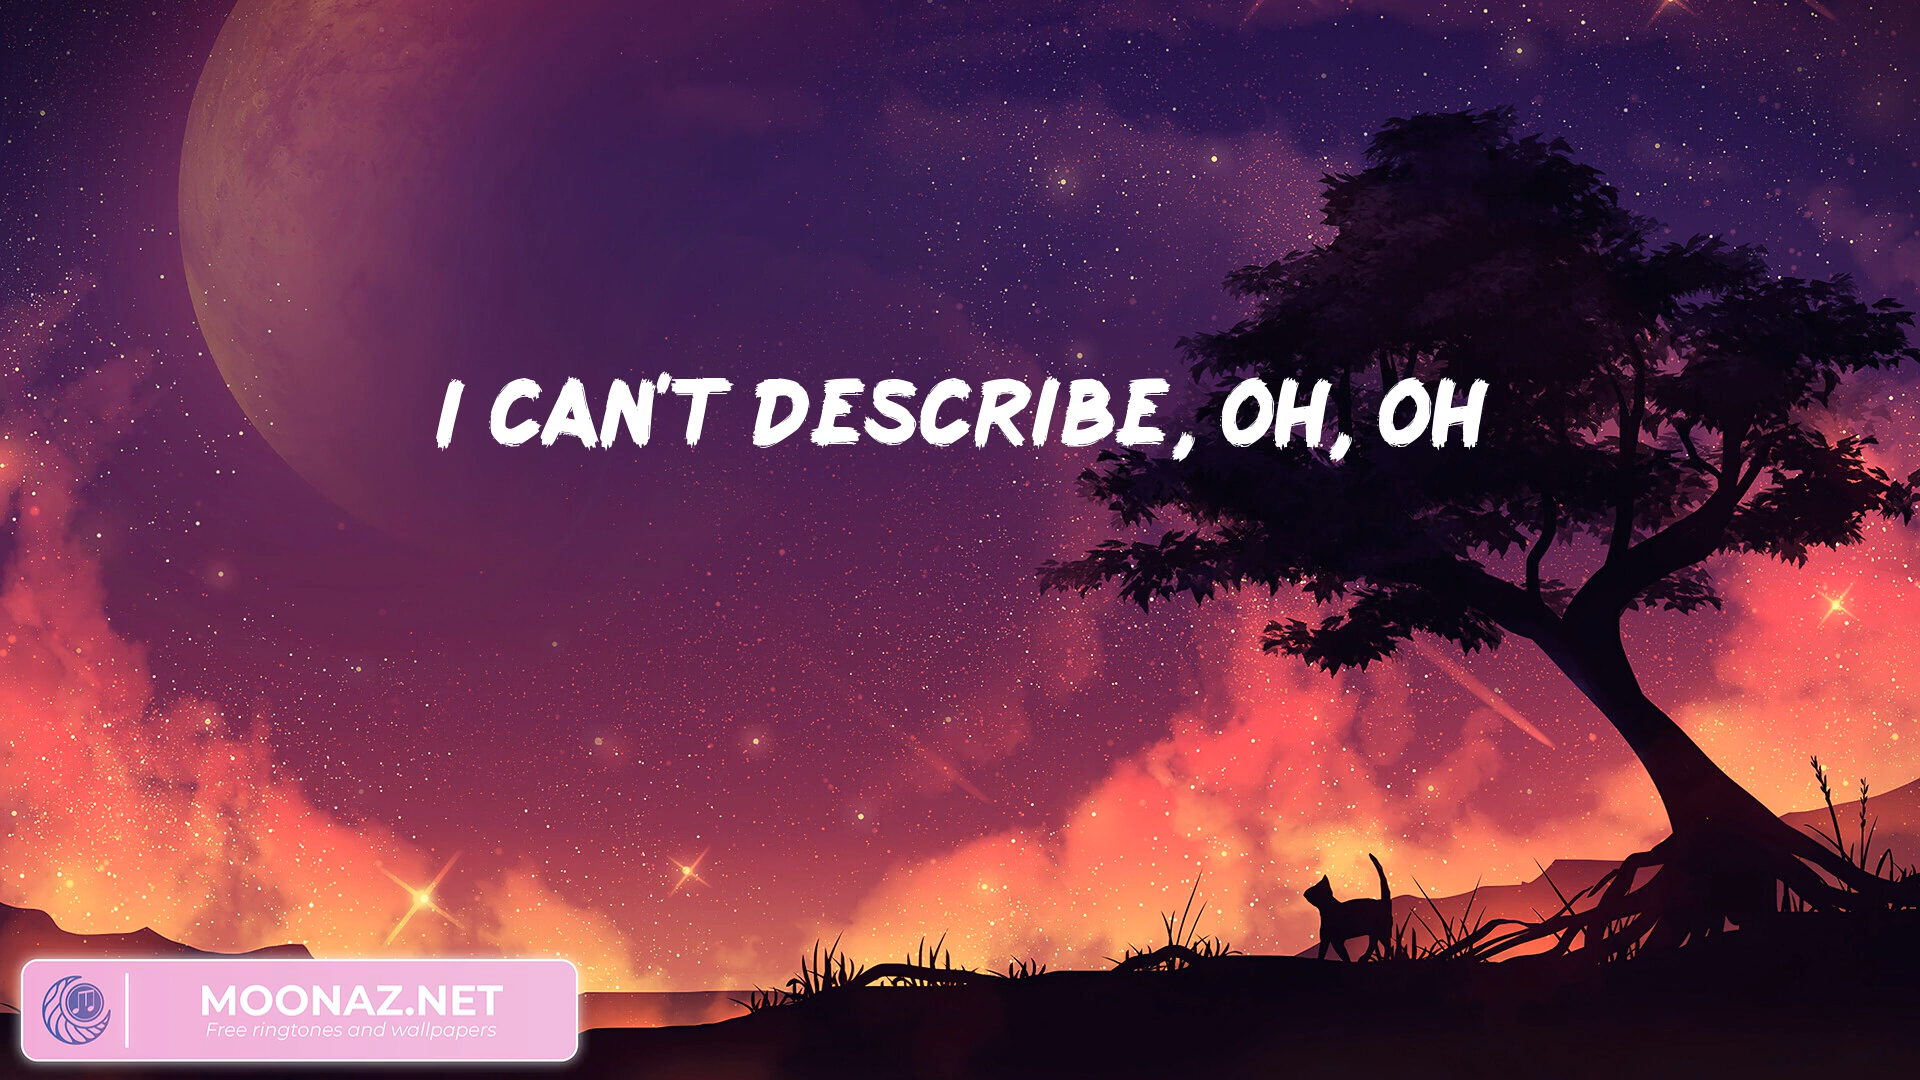 I CAN'T DESCRIBE, OH, OH
MOONAZ.NET
Free ringtones and wallpapers